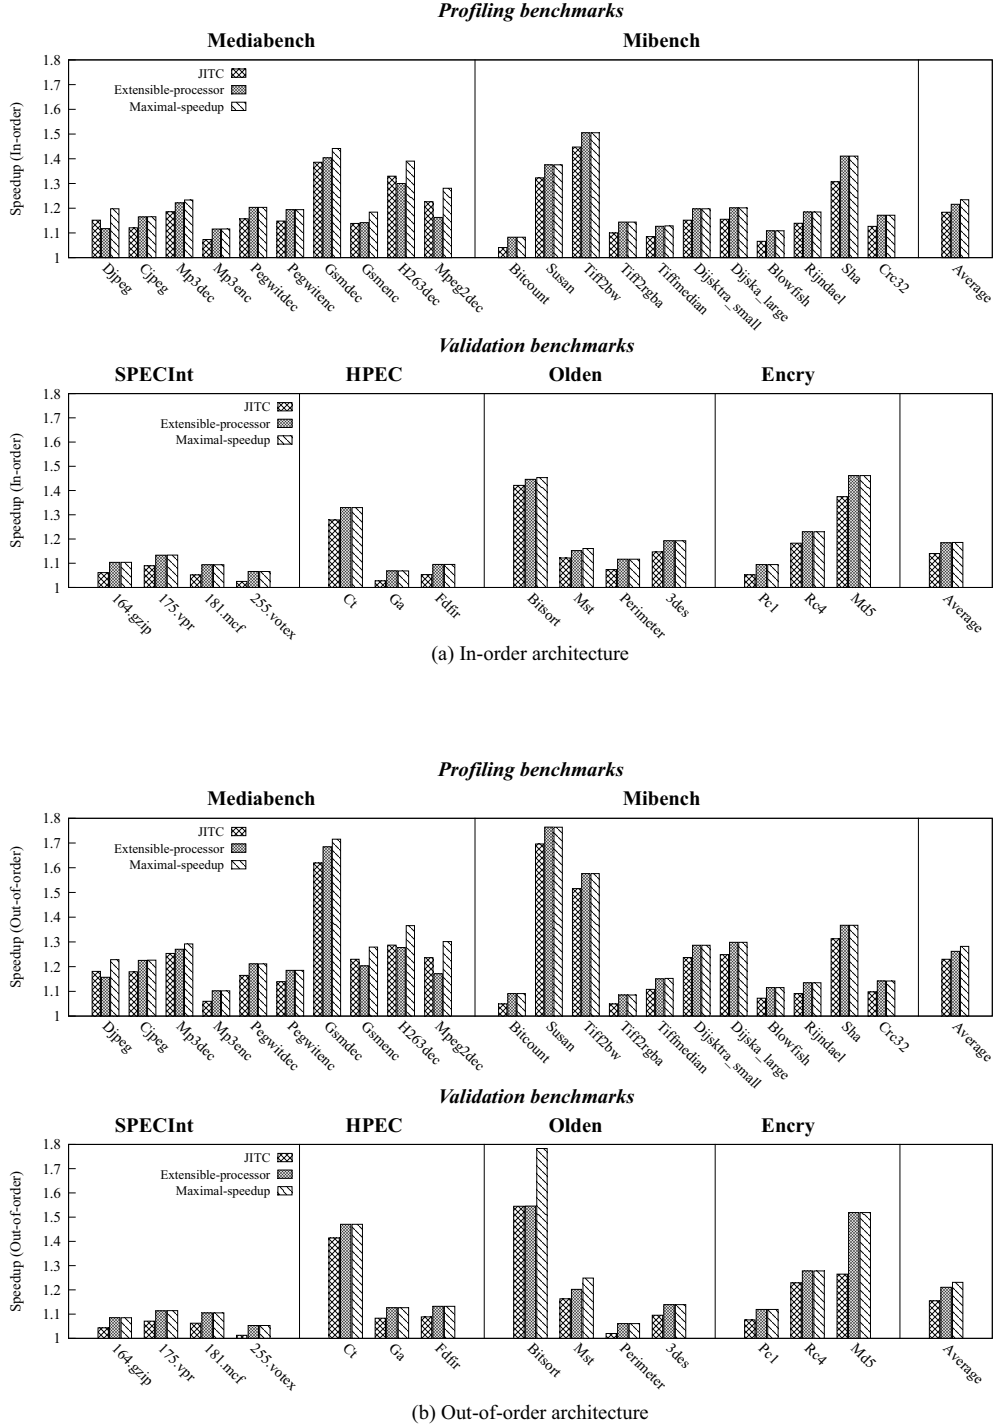 Profiling benchmarks
Mediabench Mibench
Speedup (In-order)
1.8
1.7
1.6
1.5
1.4
1.3
1.2
1.1
1
JITC
Extensible-processor
Maximal-speedup
Djpeg Cjpeg Mp3dec Mp3enc Pegwitdec Pegwitenc Gsmdec Gsmenc H263dec Mpeg2dec Bitcount Susan Tiff2bw Tiff2rgba Tiffmedian Dijsktra_small Dijska_large Blowfish Rijndael Sha Crc32 Average
Validation benchmarks
SPECInt HPEC Olden Encry
Speedup (In-order)
1.8
1.7
1.6
1.5
1.4
1.3
1.2
1.1
1
JITC
Extensible-processor
Maximal-speedup
164.gzip 175.vpr 181.mcf 255.votex Ct Ga Fdfir Bitsort Mst Perimeter 3des Pc1 Rc4 Md5 Average
(a) In-order architecture
Profiling benchmarks
Mediabench Mibench
Speedup (Out-of-order)
1.8
1.7
1.6
1.5
1.4
1.3
1.2
1.1
1
JITC
Extensible-processor
Maximal-speedup
Djpeg Cjpeg Mp3dec Mp3enc Pegwitdec Pegwitenc Gsmdec Gsmenc H263dec Mpeg2dec Bitcount Susan Tiff2bw Tiff2rgba Tiffmedian Dijsktra_small Dijska_large Blowfish Rijndael Sha Crc32 Average
Validation benchmarks
SPECInt HPEC Olden Encry
Speedup (Out-of-order)
1.8
1.7
1.6
1.5
1.4
1.3
1.2
1.1
1
JITC
Extensible-processor
Maximal-speedup
164.gzip 175.vpr 181.mcf 255.votex Ct Ga Fdfir Bitsort Mst Perimeter 3des Pc1 Rc4 Md5 Average
(b) Out-of-order architecture